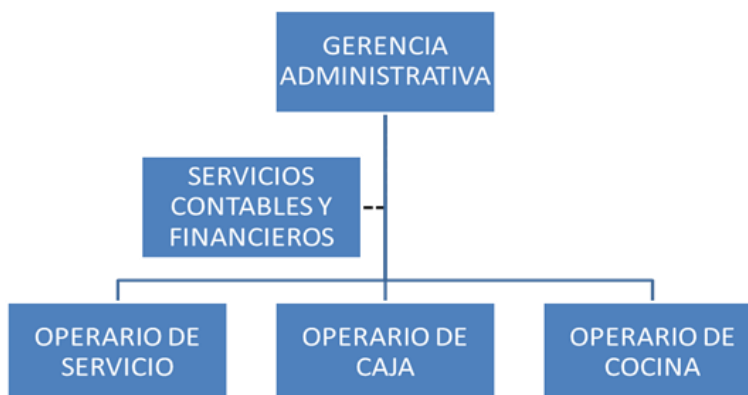 GERENCIA
ADMINISTRATIVA
SERVICIOS
CONTABLES Y
FINANCIEROS
OPERARIO DE
SERVICIO
OPERARIO DE
CAJA
OPERARIO DE
COCINA